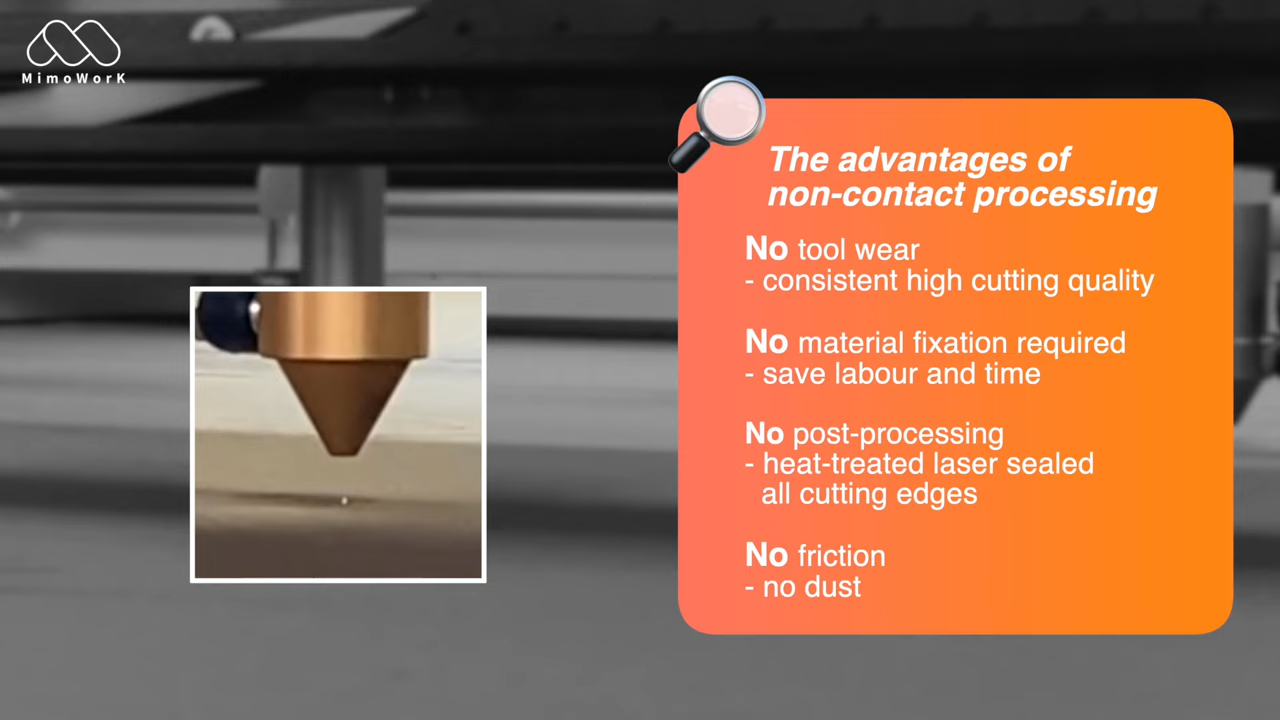 MimoWorK
The advantages of
non-contact processing
No tool wear
- consistent high cutting quality
No material fixation required
- save labour and time
No post-processing
- heat-treated laser sealed
all cutting edges
No friction
- no dust